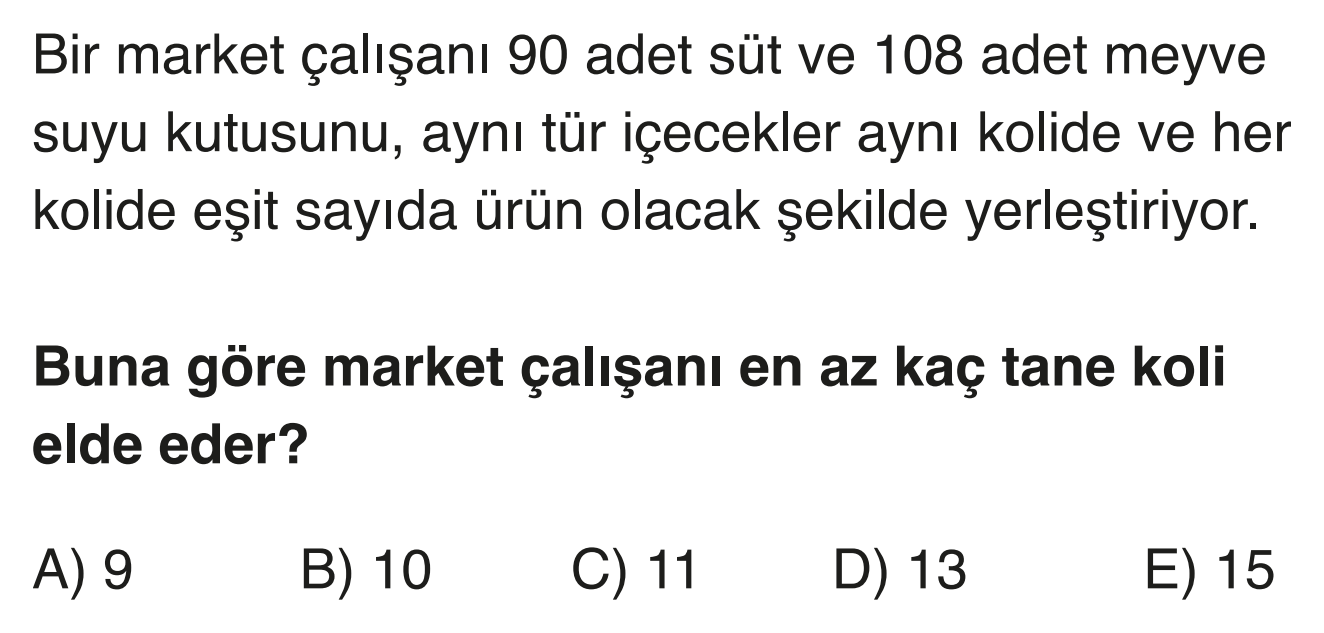 Bir market çalışanı 90 adet süt ve 108 adet meyve
suyu kutusunu, aynı tür içecekler aynı kolide ve her
kolide eşit sayıda ürün olacak şekilde yerleştiriyor.
Buna göre market çalışanı en az kaç tane koli
elde eder?
A) 9 B) 10 C) 11 D) 13 E) 15